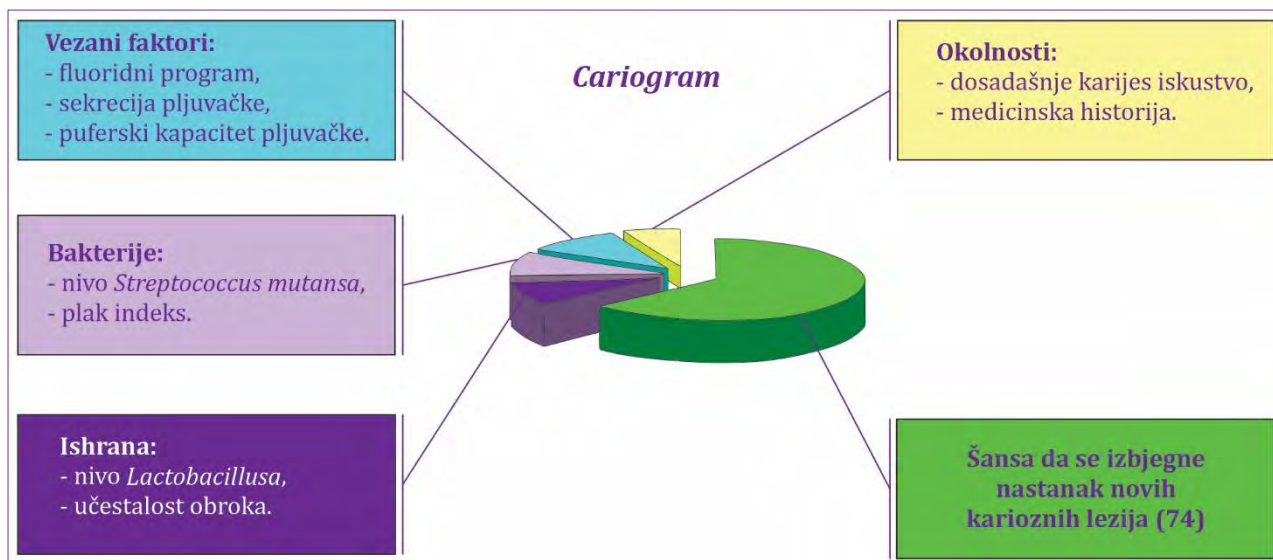 Vezani faktori:
- fluoridni program,
- sekrecija pljuvačke,
- puferski kapacitet pljuvačke.
Cariogram
Okolnosti:
- dosadašnje karijes iskustvo,
- medicinska historija.
Bakterije:
- nivo Streptococcus mutansa,
- plak indeks.
Ishrana:
- nivo Lactobacillusa,
- učestalost obroka.
Šansa da se izbjegne
nastanak novih
karioznih lezija (74)